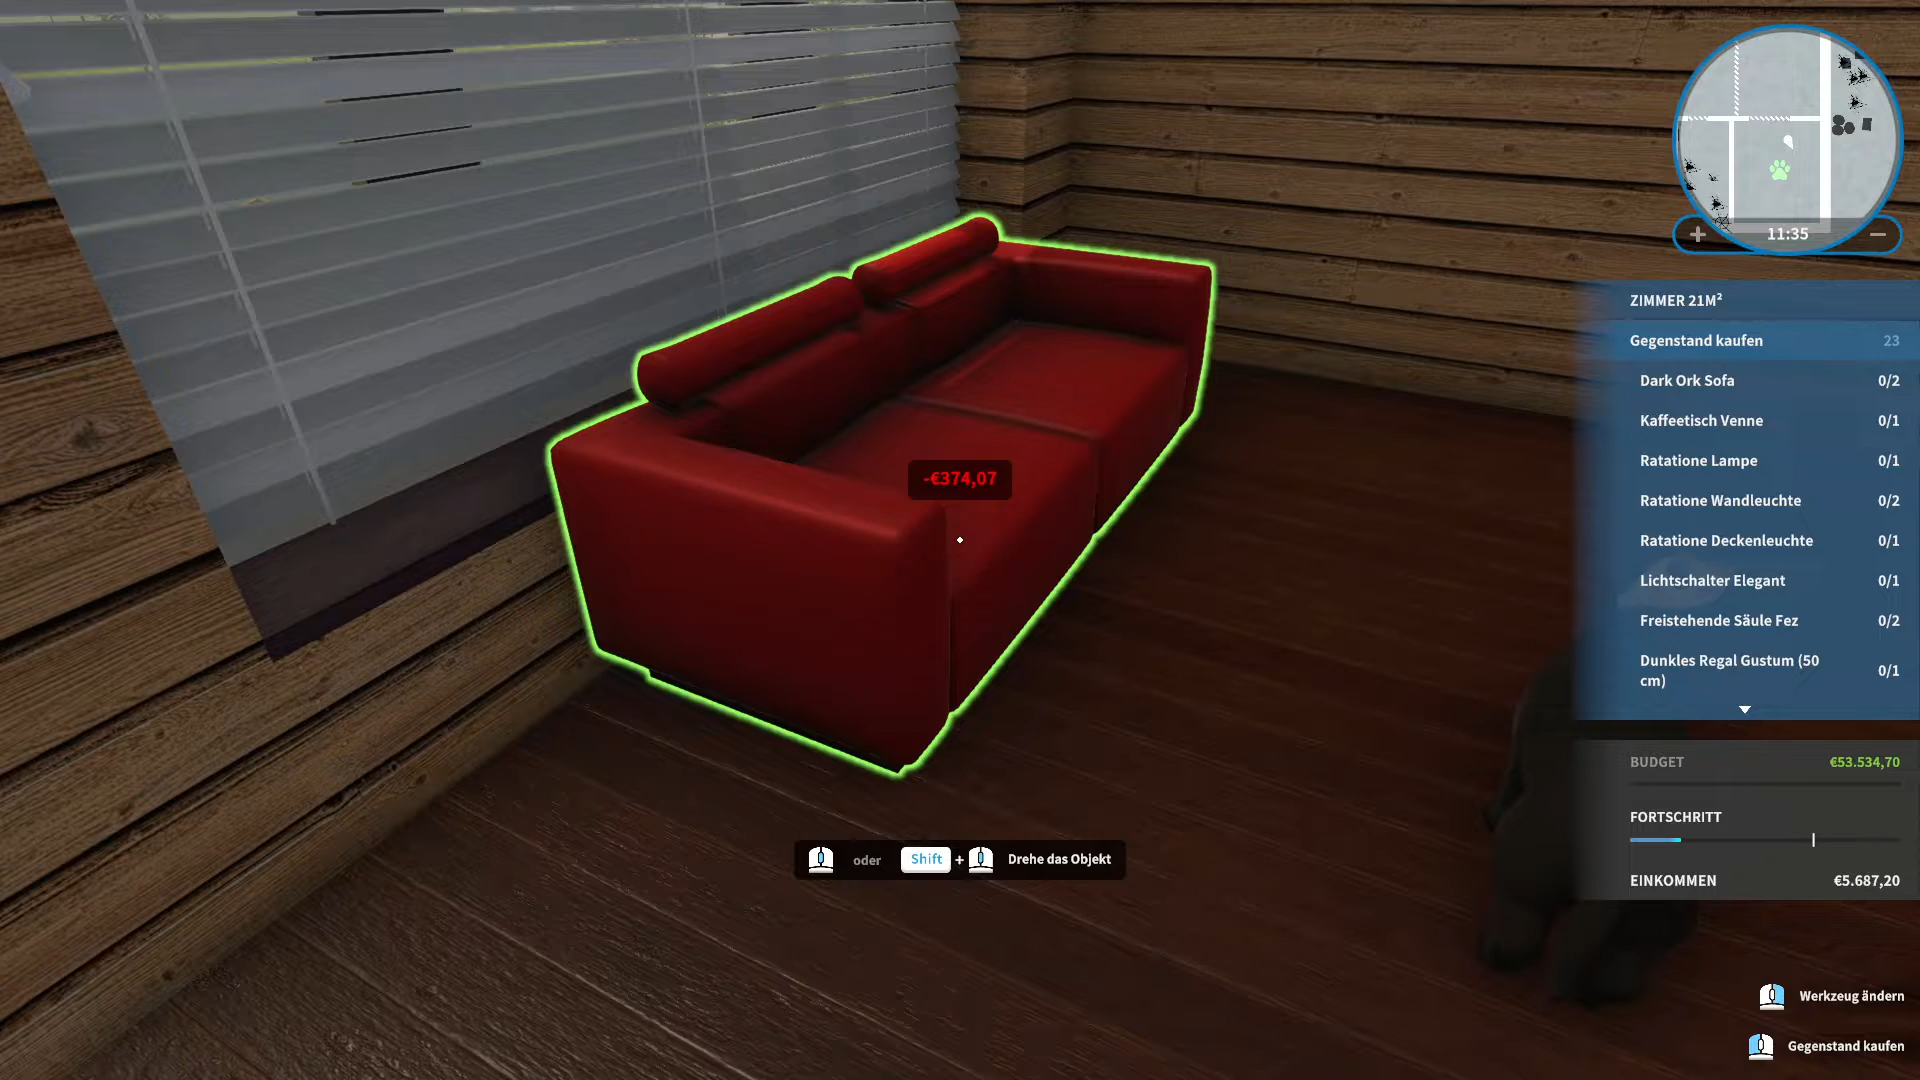 11:35
ZIMMER 21M²
Gegenstand kaufen 23
Dark Ork Sofa 0/2
Kaffeetisch Venne 0/1
Ratatione Lampe 0/1
Ratatione Wandleuchte 0/2
Ratatione Deckenleuchte 0/1
Lichtschalter Elegant 0/1
Freistehende Säule Fez 0/2
Dunkles Regal Gustum (50
cm) 0/1
-€374,07
BUDGET €53.534,70
FORTSCHRITT
EINKOMMEN €5.687,20
oder Shift + Drehe das Objekt
Werkzeug ändern
Gegenstand kaufen